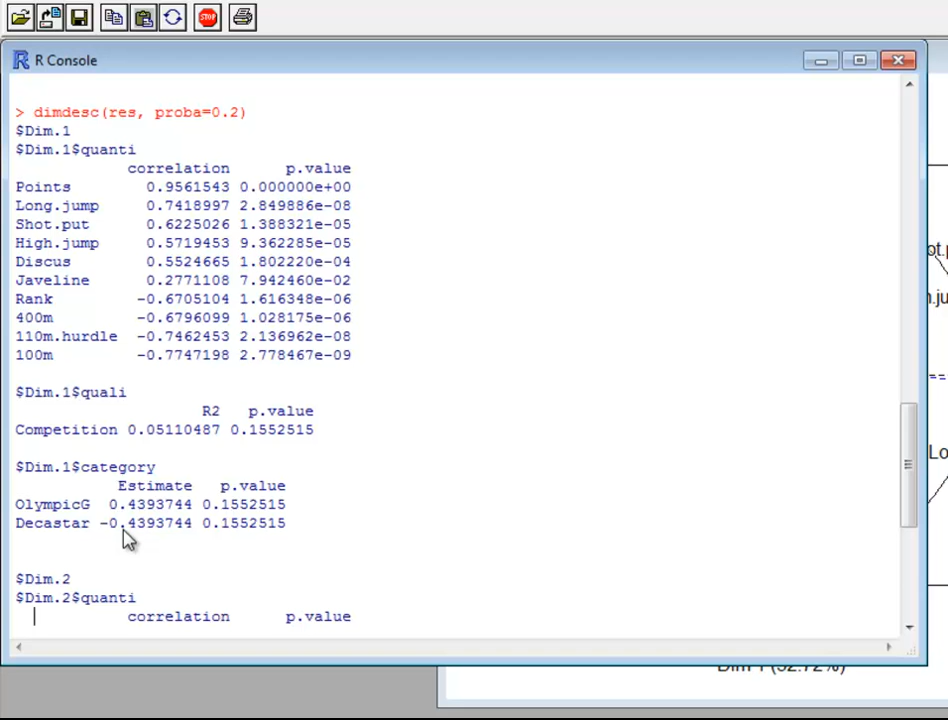 STOP
R Console
> dimdesc(res, proba=0.2)
$Dim.1
$Dim.1$quanti
correlation p.value
Points 0.9561543 0.000000e+00
Long.jump 0.7418997 2.849886e-08
Shot.put 0.6225026 1.388321e-05
High.jump 0.5719453 9.362285e-05
Discus 0.5524665 1.802220e-04
Javeline 0.2771108 7.942460e-02
Rank -0.6705104 1.616348e-06
400m -0.6796099 1.028175e-06
110m.hurdle -0.7462453 2.136968e-08
100m -0.7747198 2.778467e-09
$Dim.1$quali
R2 p.value
Competition 0.05110487 0.1552515
$Dim.1$category
Estimate p.value
OlympicG 0.4393744 0.1552515
Decastar -0.4393744 0.1552515
$Dim.2
$Dim.2$quanti
correlation p.value
ot.p
m.ju
Lo